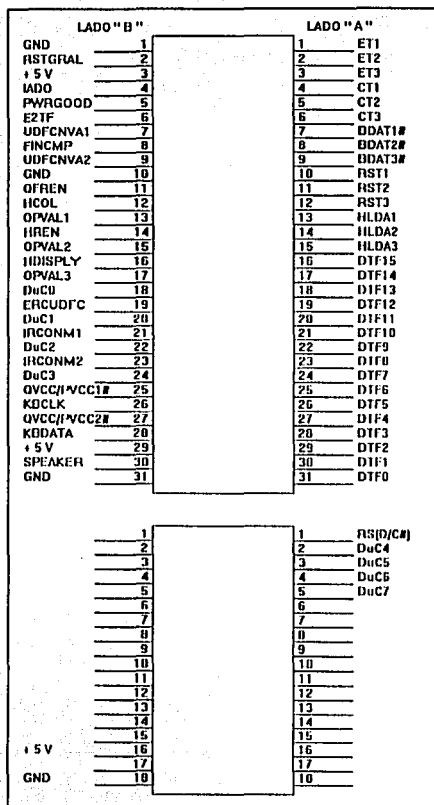 LADO "B" LADO "A"
GND 1 1 ET1
RSTGRAL 2 2 ET2
+5V 3 3 ET3
IADO 4 4 CT1
PWRGOOD 5 5 CT2
E2TF 6 6 CT3
UDFCNVA1 7 7 BDAT1#
FINCMP 8 8 BDAT2#
UDFCNVA2 9 9 BDAT3#
GND 10 10 RST1
OFREN 11 11 RST2
HCOL 12 12 RST3
OPVAL1 13 13 HLDA1
HREN 14 14 HLDA2
OPVAL2 15 15 HLDA3
HDISPLY 16 16 DTF15
OPVAL3 17 17 DTF14
DuC0 18 18 DTF13
ERCUDFC 19 19 DTF12
DuC1 20 20 DTF11
IRCONM1 21 21 DTF10
DuC2 22 22 DTF9
IRCONM2 23 23 DTF8
DuC3 24 24 DTF7
QVCC/PVCC1# 25 25 DTF6
KBCLK 26 26 DTF5
QVCC/PVCC2# 27 27 DTF4
KBDATA 28 28 DTF3
+5V 29 29 DTF2
SPEAKER 30 30 DTF1
GND 31 31 DTF0
1 1 RS(D/C#)
2 2 DuC4
3 3 DuC5
4 4 DuC6
5 5 DuC7
6 6
7 7
8 8
9 9
10 10
11 11
12 12
13 13
14 14
15 15
+5V 16 16
17 17
GND 18 18